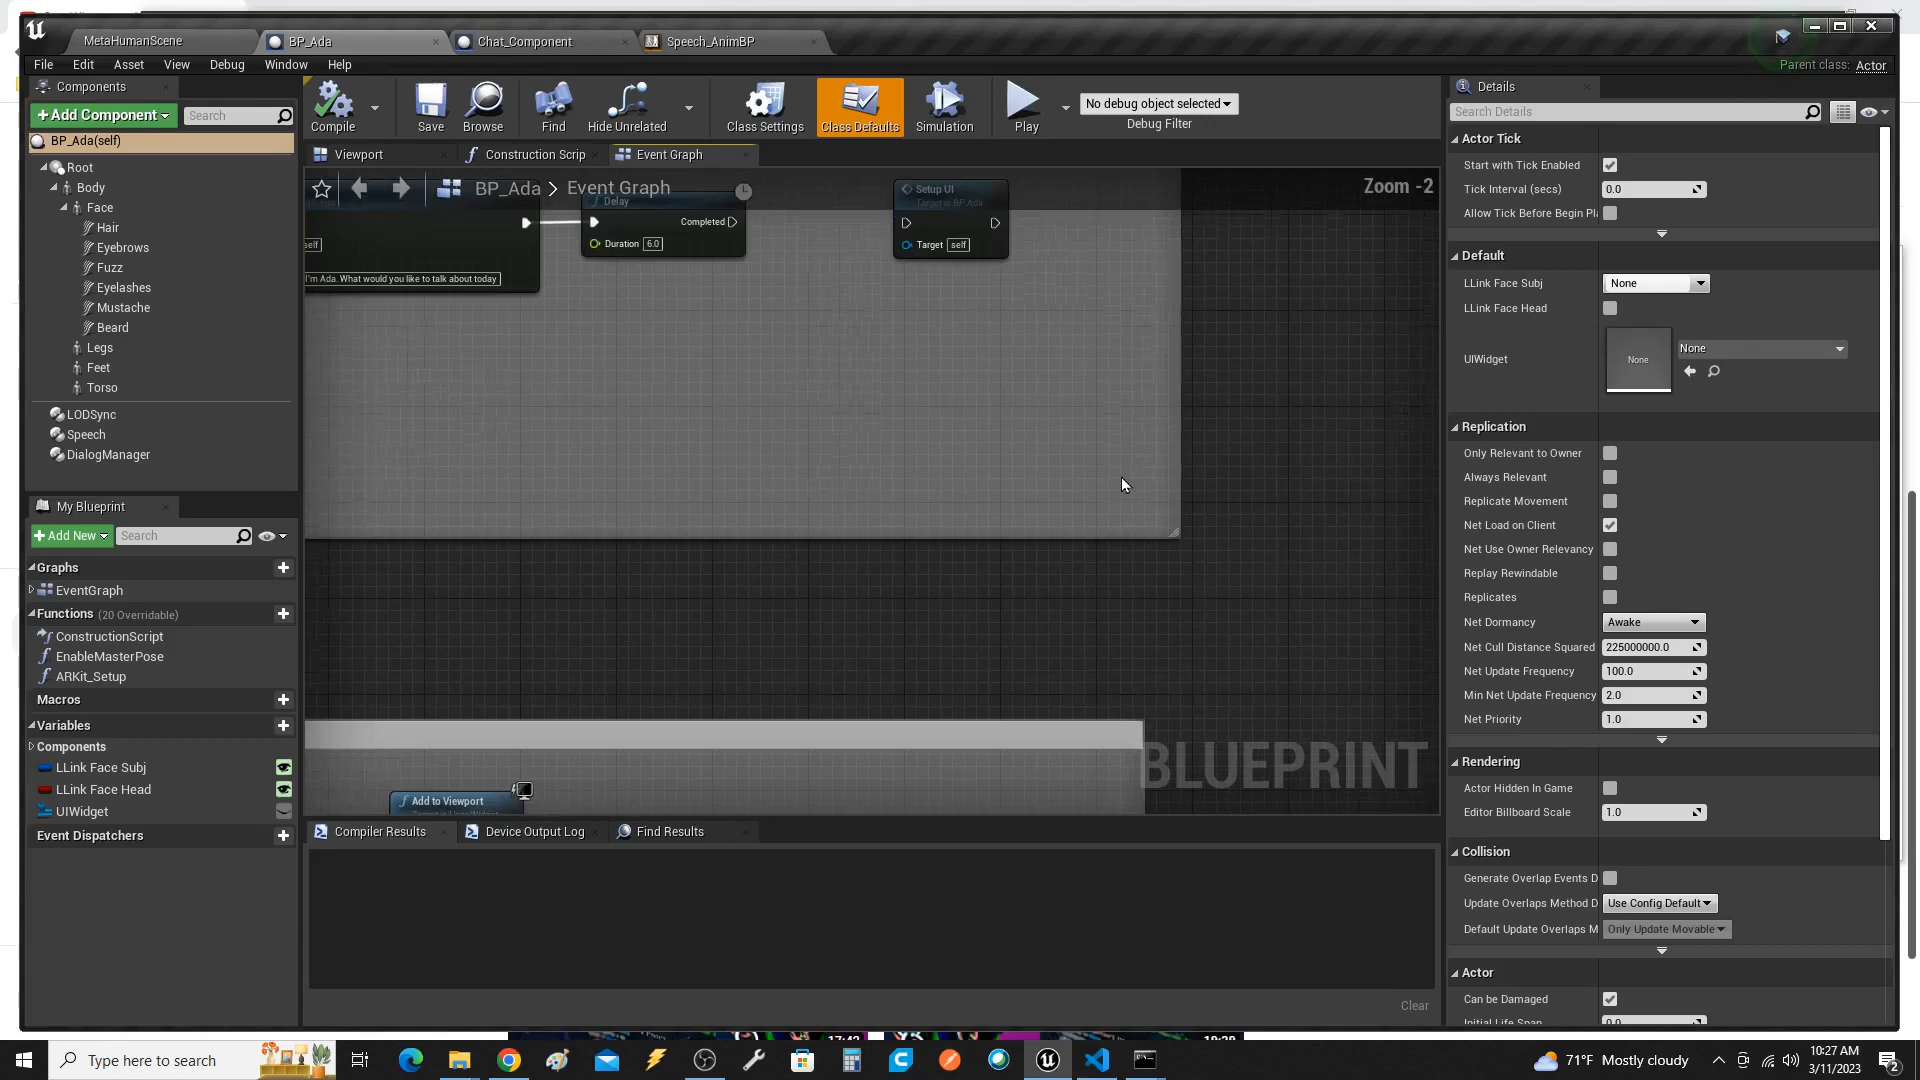 MetaHumanScene
BP_Ada
Chat_Component
Speech_AnimBP
File Edit Asset View Debug Window Help
Parent class: Actor
Components
Add Component
Search
BP_Ada(self)
Root
Body
Face
Hair
Eyebrows
Fuzz
Eyelashes
Mustache
Beard
Legs
Feet
Torso
LODSync
Speech
DialogManager
My Blueprint
Add New
Search
Graphs
EventGraph
Functions (20 Overridable)
ConstructionScript
EnableMasterPose
ARKit_Setup
Macros
Variables
Components
LLink Face Subj
LLink Face Head
UIWidget
Event Dispatchers
Compile
Save
Browse
Find
Hide Unrelated
Class Settings
Class Defaults
Simulation
Play
No debug object selected
Debug Filter
Viewport
Construction Scrip
Event Graph
BP_Ada > Event Graph
Zoom -2
Delay
Completed
Duration 6.0
self
I'm Ada. What would you like to talk about today
Setup UI
Target is BP Ada
Target self
BLUEPRINT
Add to Viewport
Compiler Results
Device Output Log
Find Results
Clear
Details
Search Details
Actor Tick
Start with Tick Enabled
Tick Interval (secs) 0.0
Allow Tick Before Begin Pl
Default
LLink Face Subj None
LLink Face Head
UIWidget None None
Replication
Only Relevant to Owner
Always Relevant
Replicate Movement
Net Load on Client
Net Use Owner Relevancy
Replay Rewindable
Replicates
Net Dormancy Awake
Net Cull Distance Squared 225000000.0
Net Update Frequency 100.0
Min Net Update Frequency 2.0
Net Priority 1.0
Rendering
Actor Hidden In Game
Editor Billboard Scale 1.0
Collision
Generate Overlap Events D
Update Overlaps Method D Use Config Default
Default Update Overlaps M Only Update Movable
Actor
Can be Damaged
Initial Life Span 0.0
17:42
Type here to search
71°F Mostly cloudy
10:27 AM
3/11/2023
2